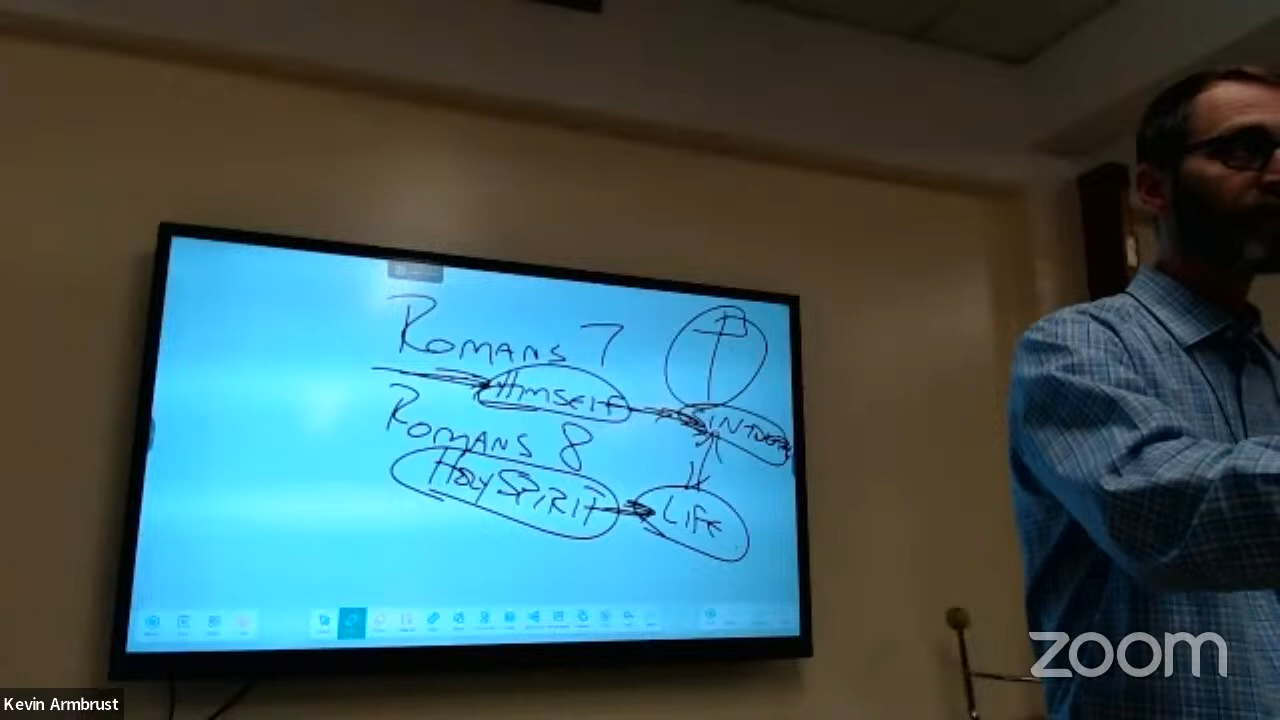 ROMANS 7
HIMSELF
ROMANS 8
HOLY SPIRIT
LIFE
zoom
Kevin Armbrust